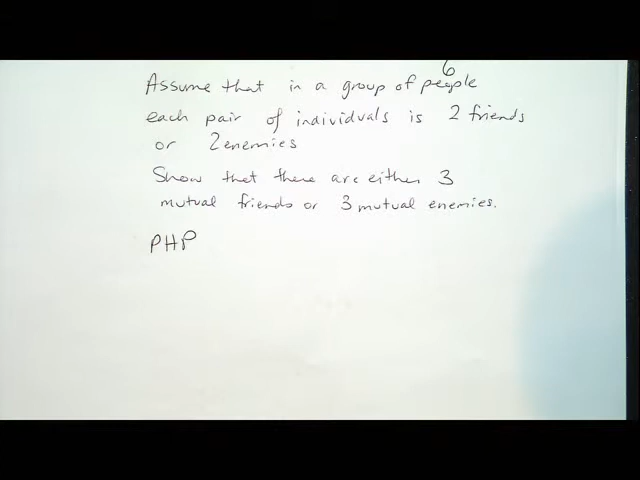 Assume that in a group of 6 people
each pair of individuals is 2 friends
or 2 enemies
Show that there are either 3
mutual friends or 3 mutual enemies.
PHP